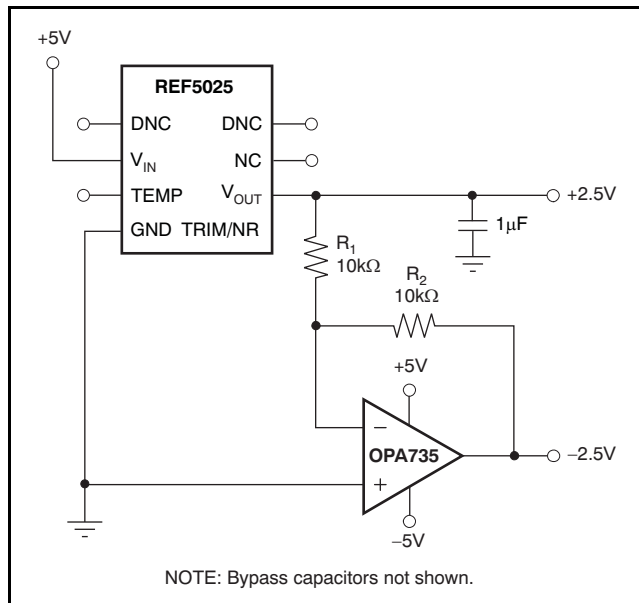 +5V
REF5025
DNC DNC
V_IN NC
TEMP V_OUT
GND TRIM/NR
+2.5V
1μF
R_1
10kΩ
R_2
10kΩ
+5V
−
OPA735
+
−2.5V
−5V
NOTE: Bypass capacitors not shown.